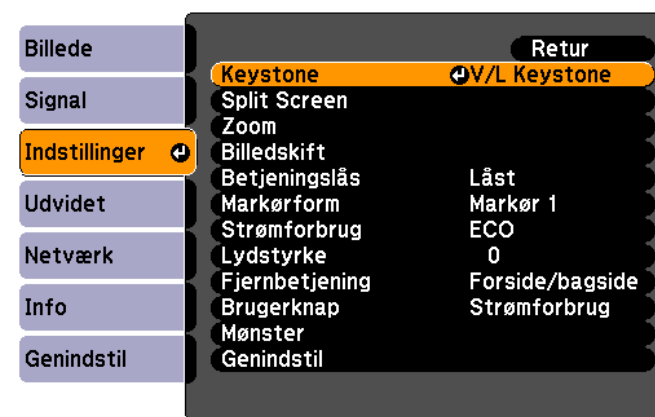 Billede
Signal
Indstillinger
Udvidet
Netværk
Info
Genindstil
Retur
Keystone V/L Keystone
Split Screen
Zoom
Billedskift
Betjeningslås Låst
Markørform Markør 1
Strømforbrug ECO
Lydstyrke 0
Fjernbetjening Forside/bagside
Brugerknap Strømforbrug
Mønster
Genindstil